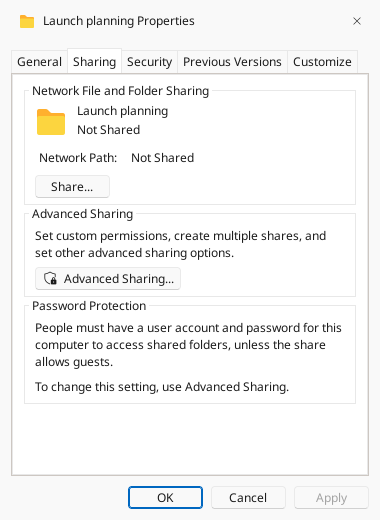 Launch planning Properties
General
Sharing
Security
Previous Versions
Customize
Network File and Folder Sharing
Launch planning
Not Shared
Network Path: Not Shared
Share...
Advanced Sharing
Set custom permissions, create multiple shares, and
set other advanced sharing options.
Advanced Sharing...
Password Protection
People must have a user account and password for this
computer to access shared folders, unless the share
allows guests.
To change this setting, use Advanced Sharing.
OK
Cancel
Apply